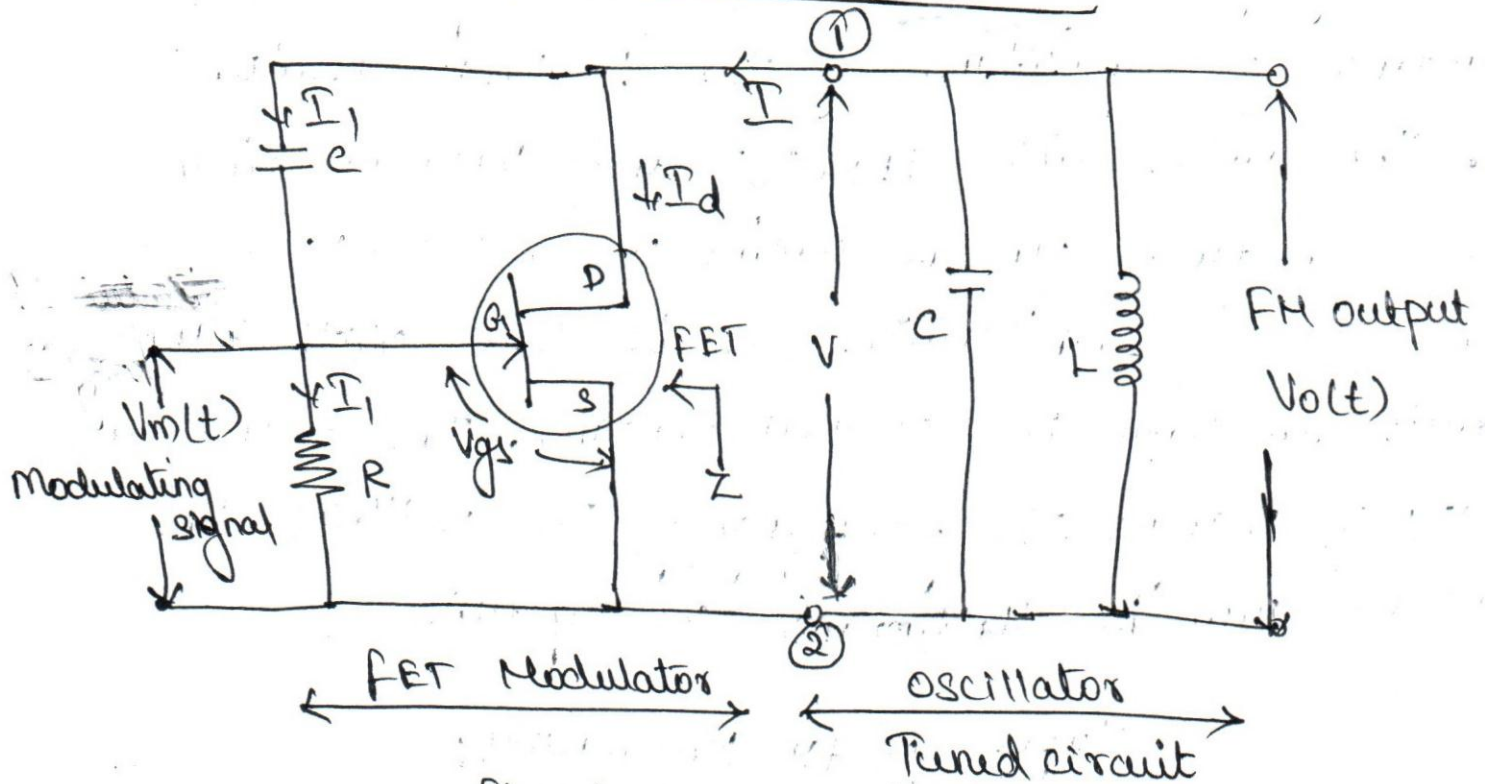 ①
I
I1
C
Id
D
G
FET
S
Vm(t)
Modulating
signal
I1
R
Vgs
Z
V
C
L
FM output
Vo(t)
②
FET Modulator
oscillator
Tuned circuit